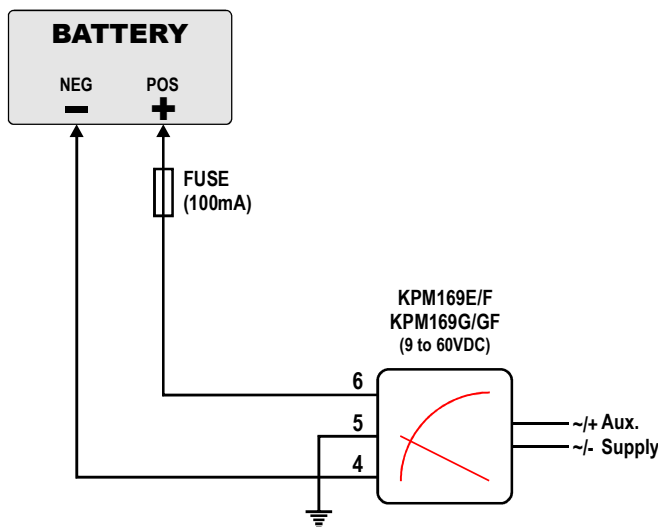 BATTERY
NEG POS
FUSE
(100mA)
KPM169E/F
KPM169G/GF
(9 to 60VDC)
6
5
4
~/+ Aux.
~/- Supply